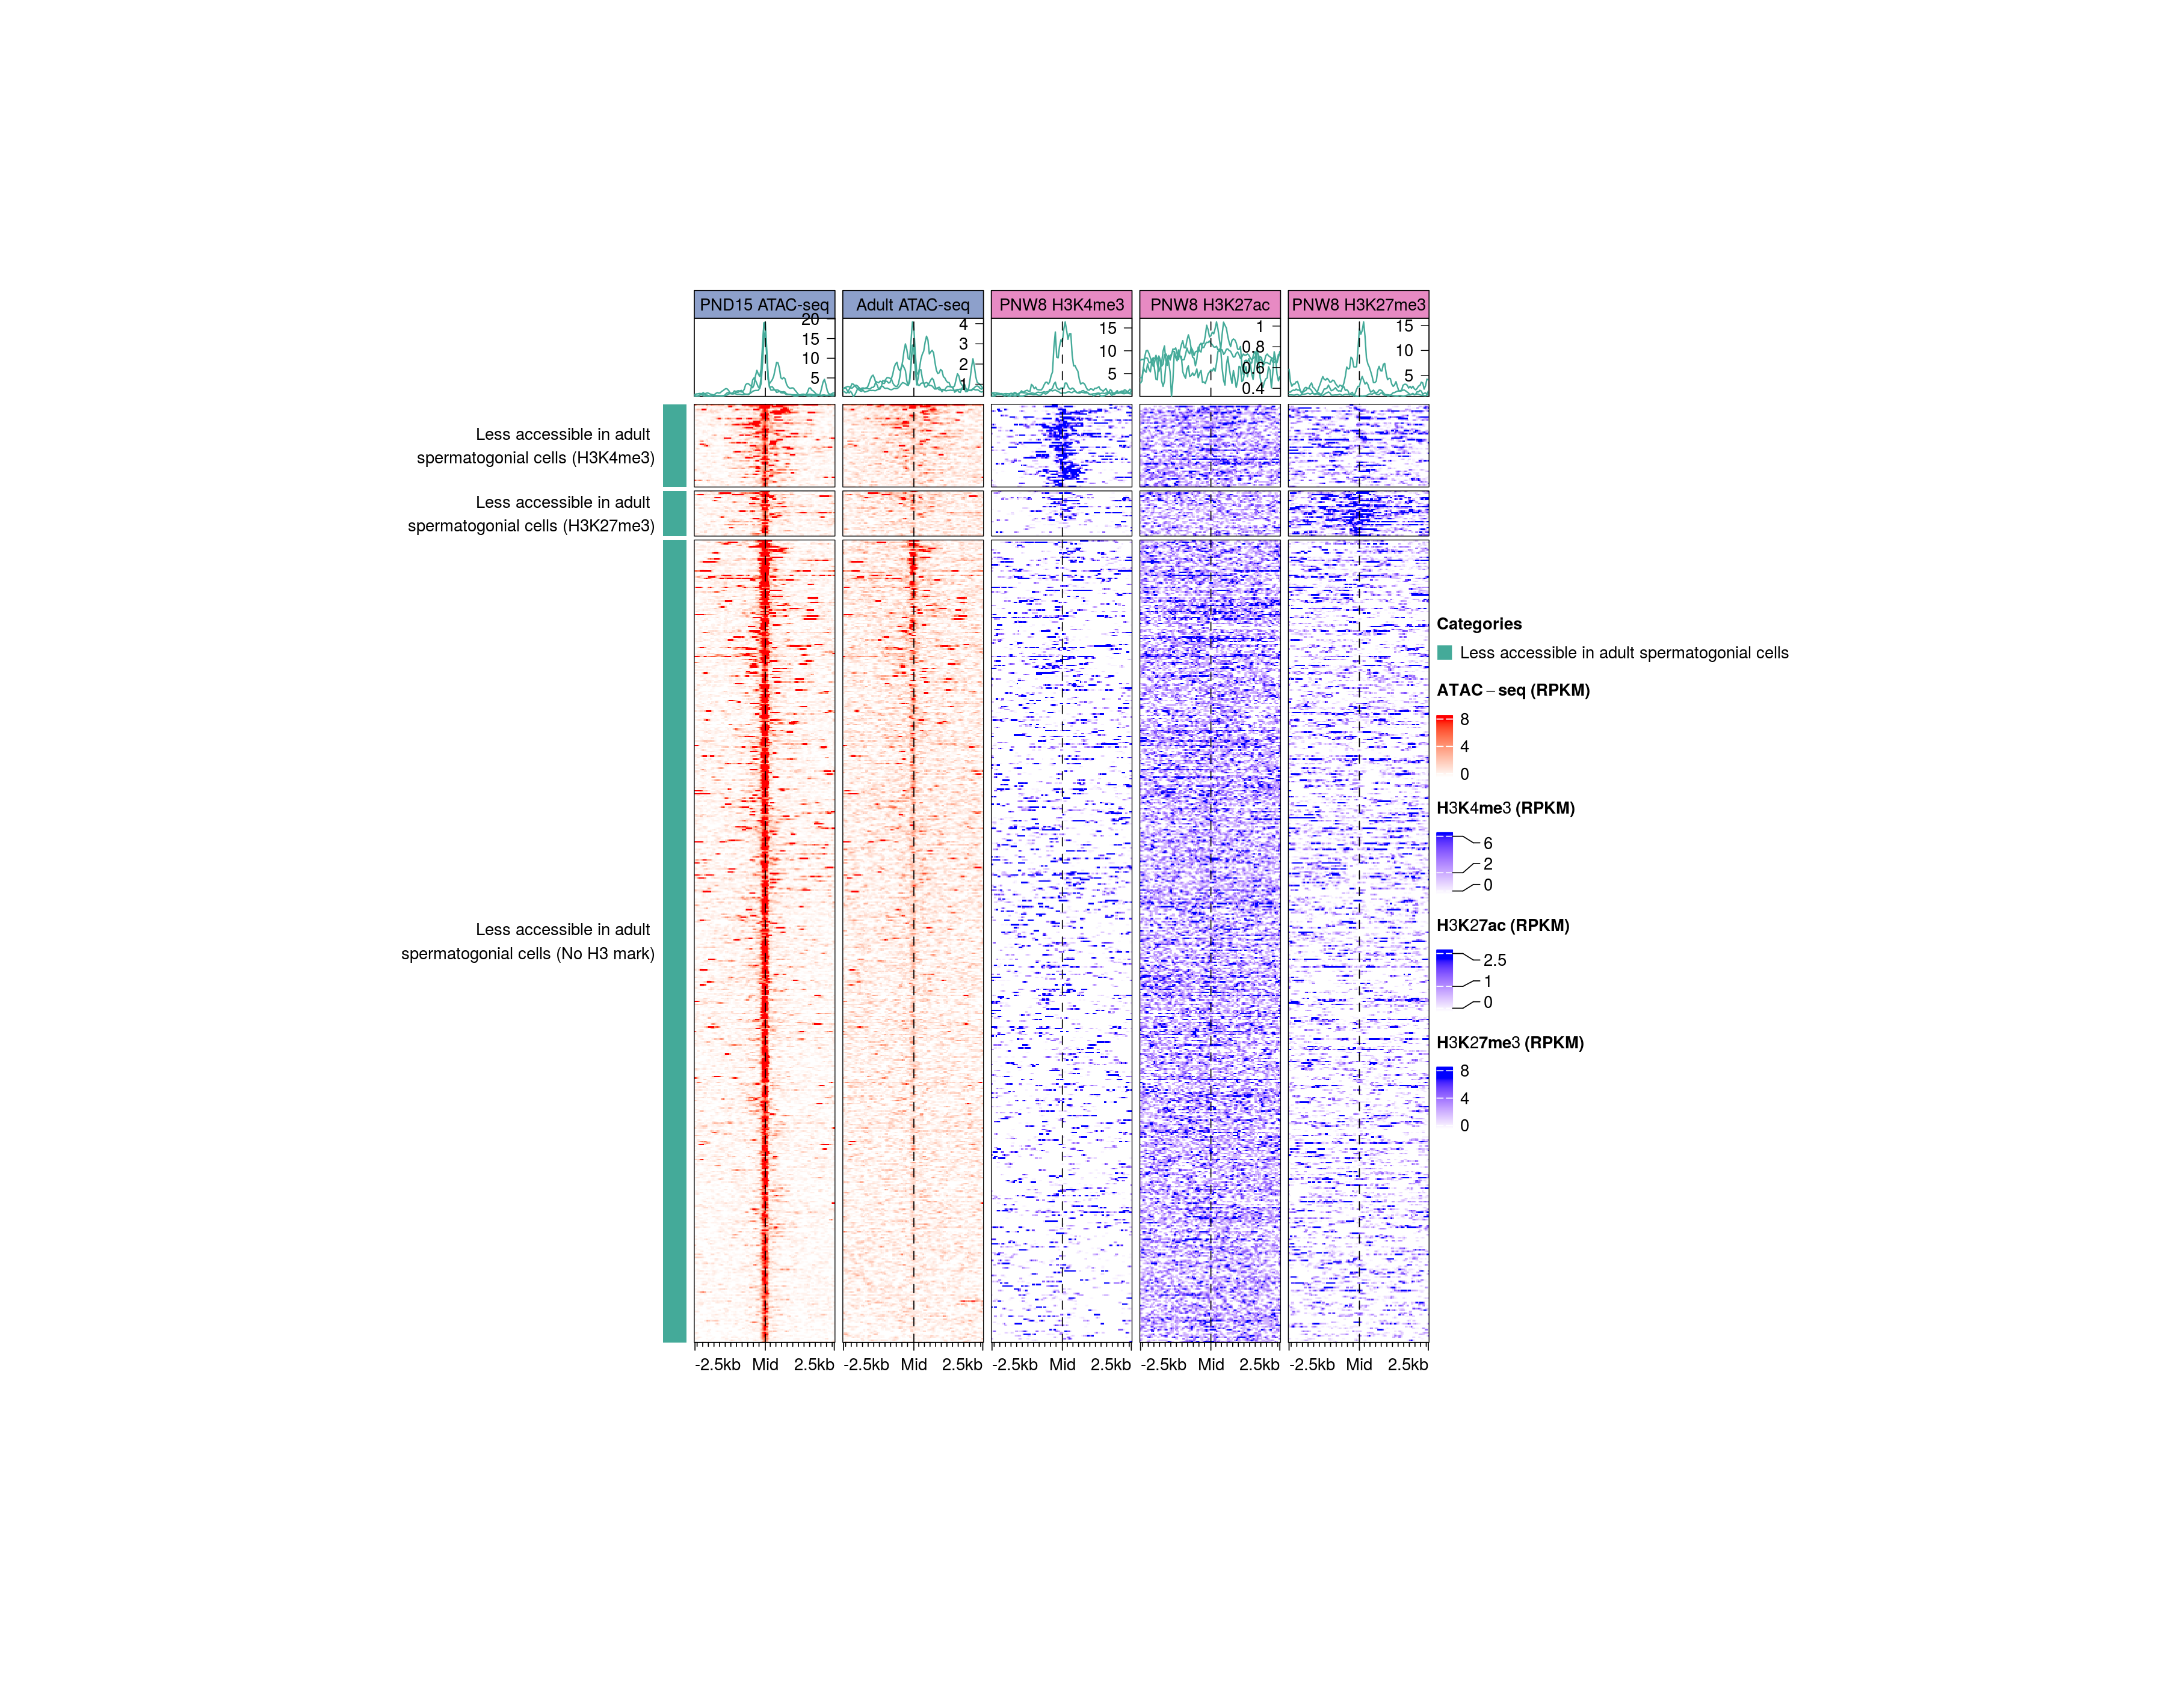 PND15 ATAC-seq
Adult ATAC-seq
PNW8 H3K4me3
PNW8 H3K27ac
PNW8 H3K27me3
20
15
10
5
4
3
2
1
15
10
5
1
0.8
0.6
0.4
15
10
5
Less accessible in adult
spermatogonial cells (H3K4me3)
Less accessible in adult
spermatogonial cells (H3K27me3)
Less accessible in adult
spermatogonial cells (No H3 mark)
-2.5kb Mid 2.5kb
-2.5kb Mid 2.5kb
-2.5kb Mid 2.5kb
-2.5kb Mid 2.5kb
-2.5kb Mid 2.5kb
Categories
Less accessible in adult spermatogonial cells
ATAC–seq (RPKM)
8
4
0
H3K4me3 (RPKM)
6
2
0
H3K27ac (RPKM)
2.5
1
0
H3K27me3 (RPKM)
8
4
0